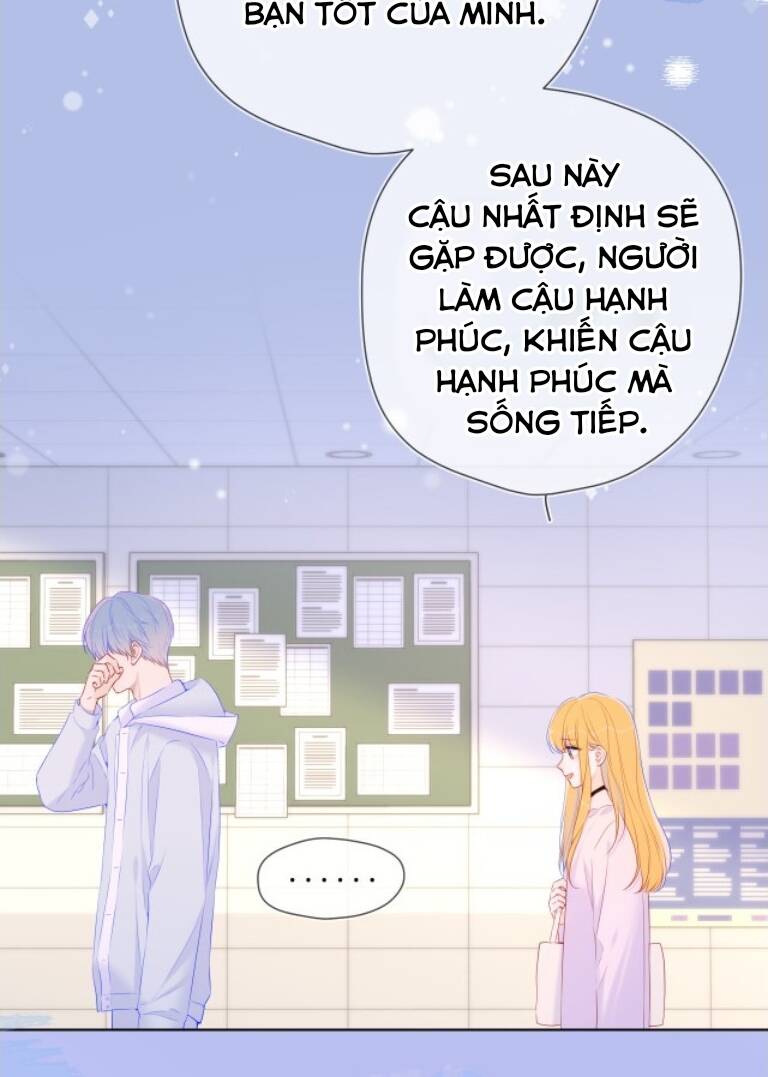 BẠN TỐT CỦA MÌNH.
SAU NÀY
CẬU NHẤT ĐỊNH SẼ
GẶP ĐƯỢC, NGƯỜI
LÀM CẬU HẠNH
PHÚC, KHIẾN CẬU
HẠNH PHÚC MÀ
SỐNG TIẾP.
......